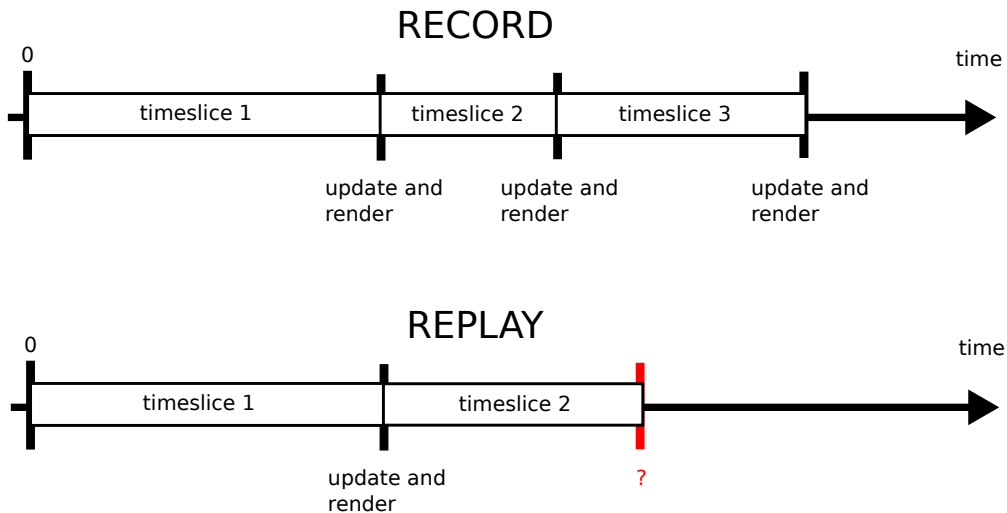 RECORD
0
time
timeslice 1 timeslice 2 timeslice 3
update and update and update and
render render render
REPLAY
0
time
timeslice 1 timeslice 2
update and ?
render